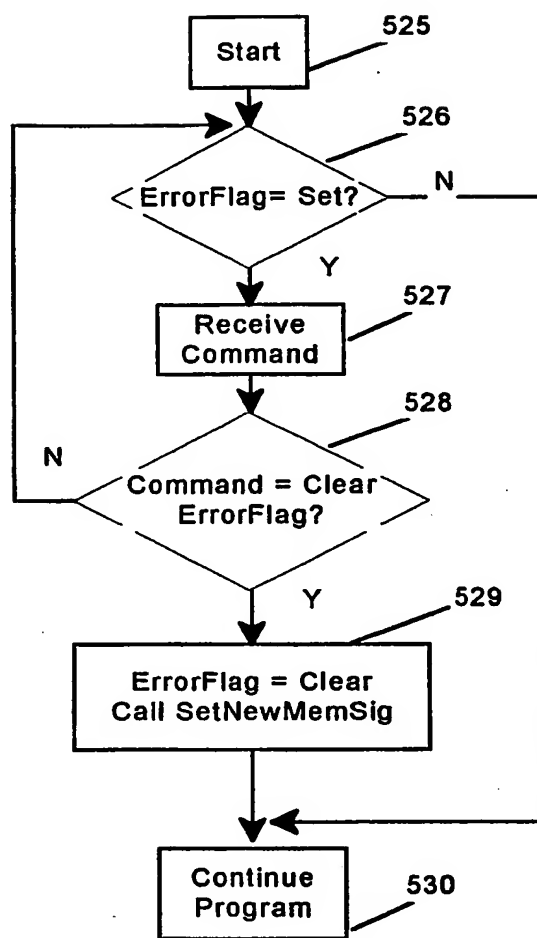 525
Start
526
ErrorFlag= Set?
N
Y
527
Receive
Command
528
N
Command = Clear
ErrorFlag?
Y
529
ErrorFlag = Clear
Call SetNewMemSig
Continue
Program
530